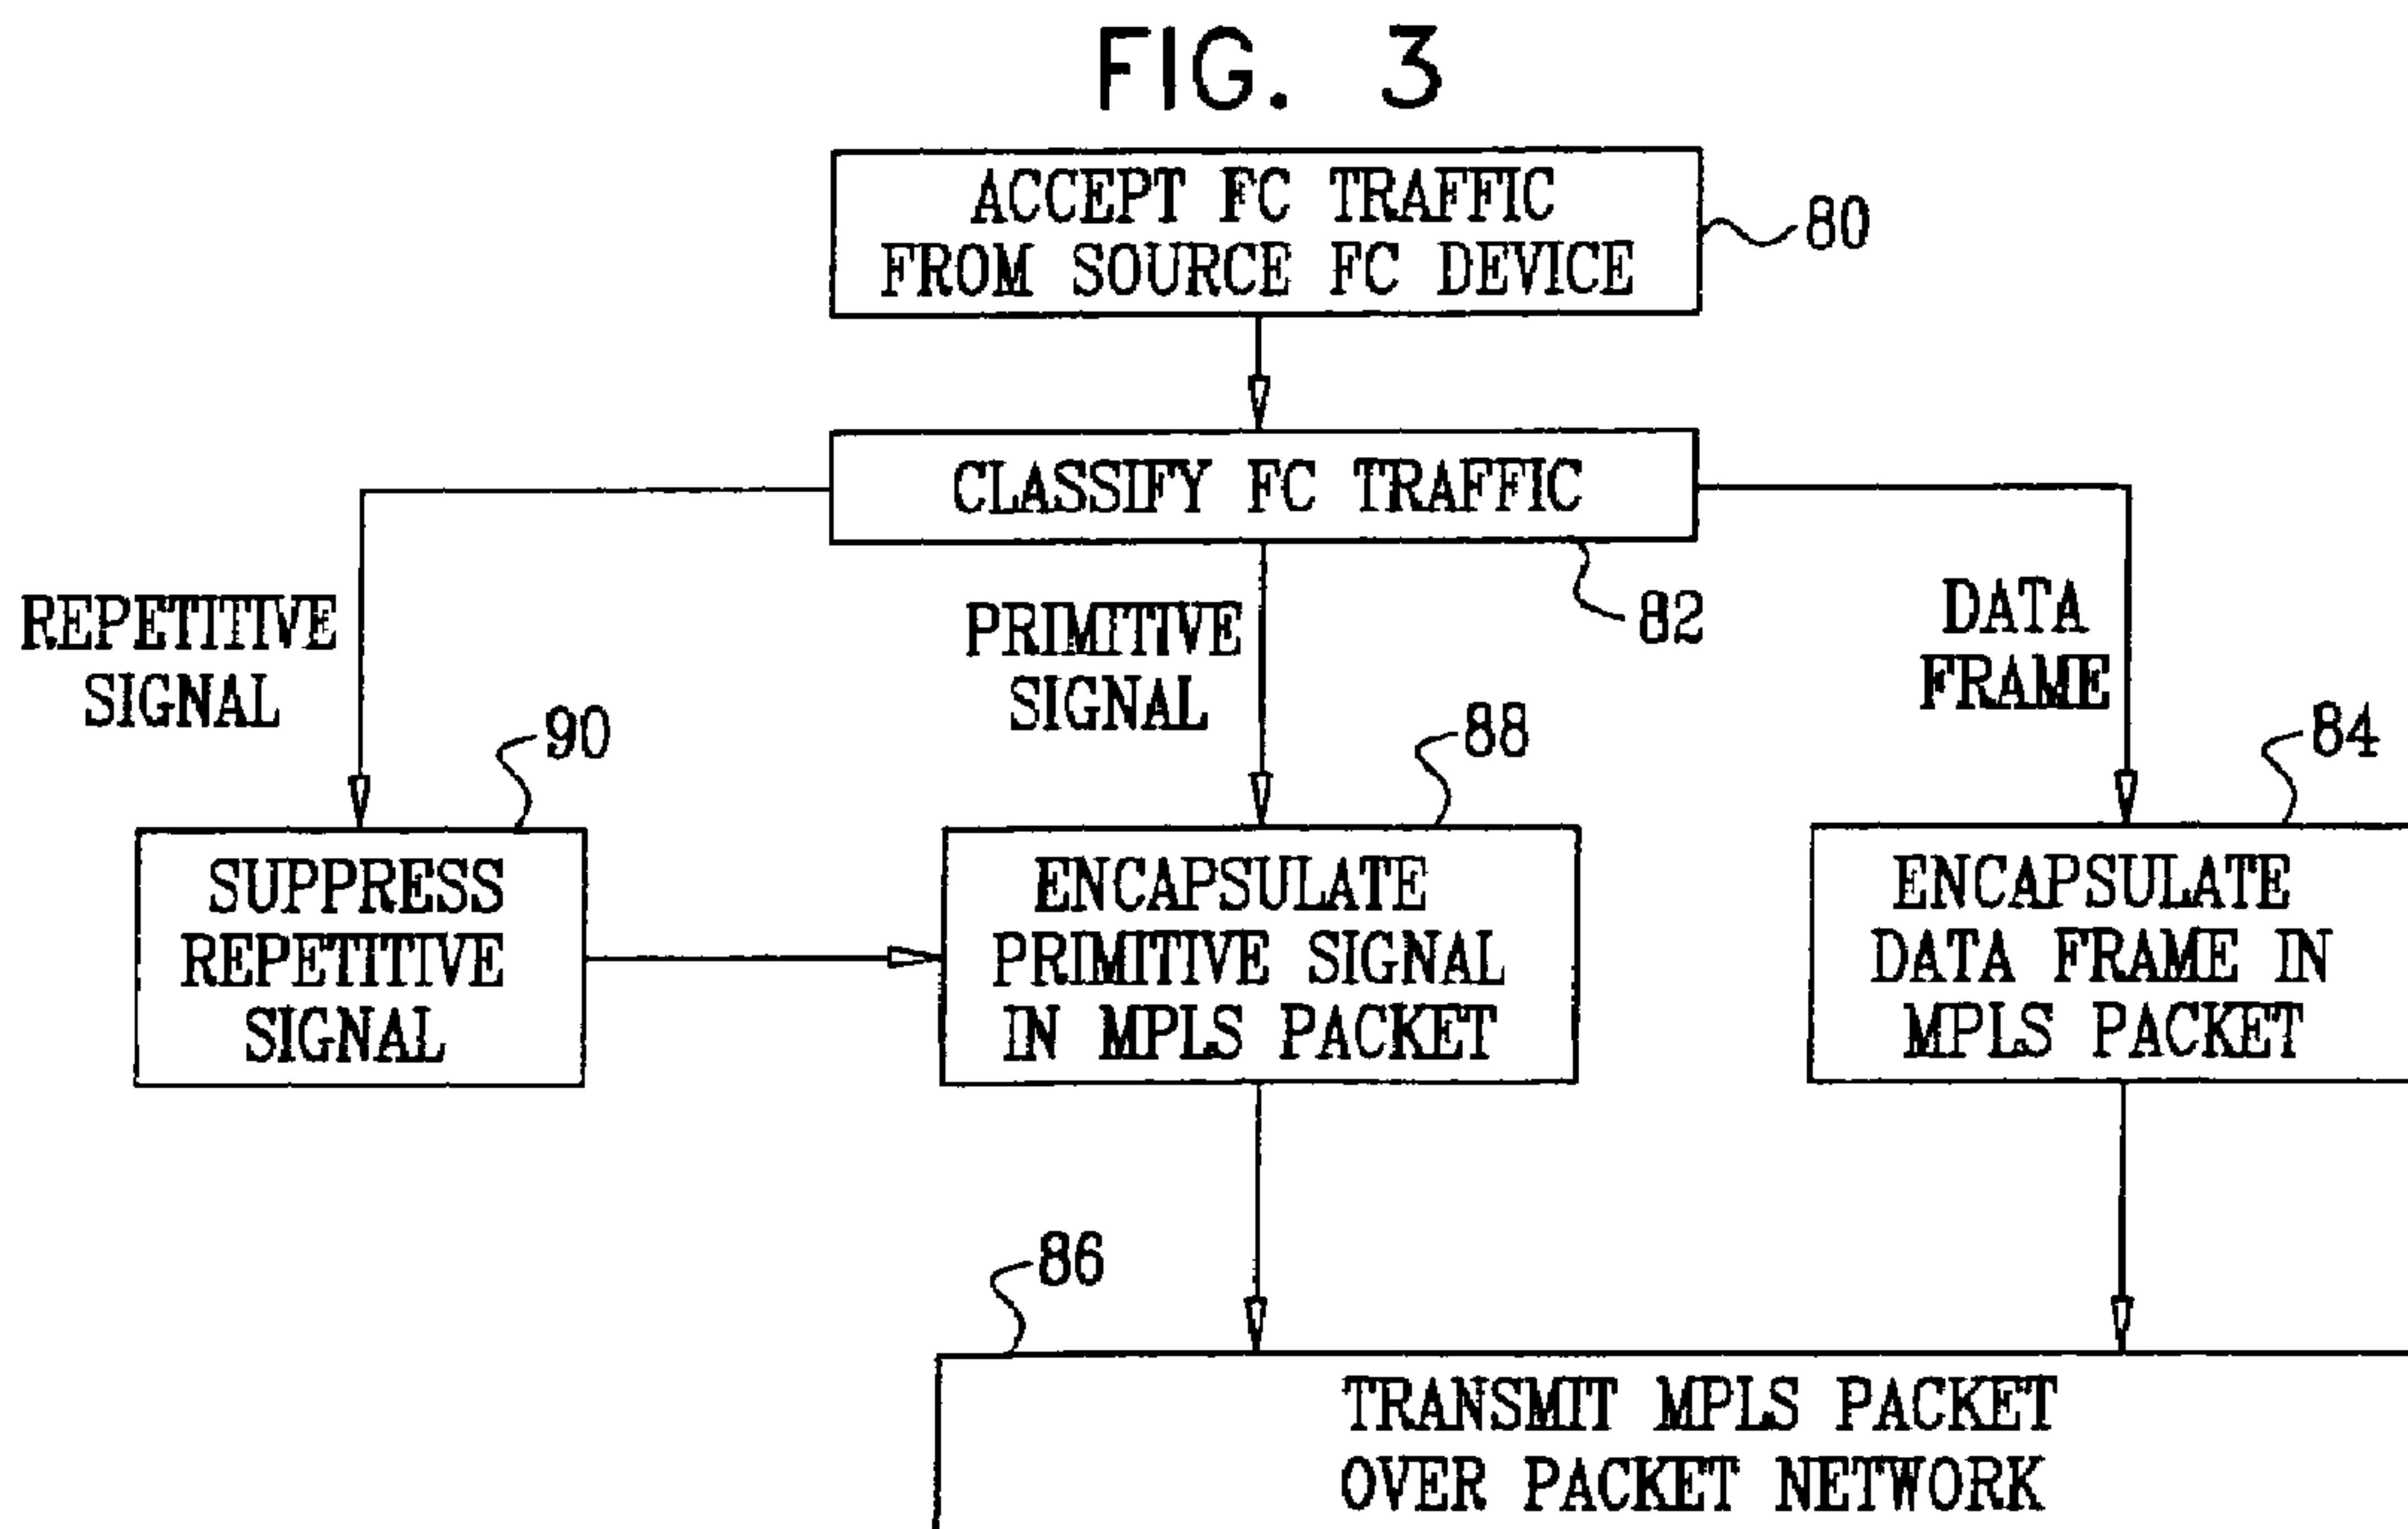 FIG. 3
ACCEPT FC TRAFFIC
FROM SOURCE FC DEVICE
80
CLASSIFY FC TRAFFIC
82
REPETITIVE
SIGNAL
PRIMITIVE
SIGNAL
DATA
FRAME
90
88
84
SUPPRESS
REPETITIVE
SIGNAL
ENCAPSULATE
PRIMITIVE SIGNAL
IN MPLS PACKET
ENCAPSULATE
DATA FRAME IN
MPLS PACKET
86
TRANSMIT MPLS PACKET
OVER PACKET NETWORK